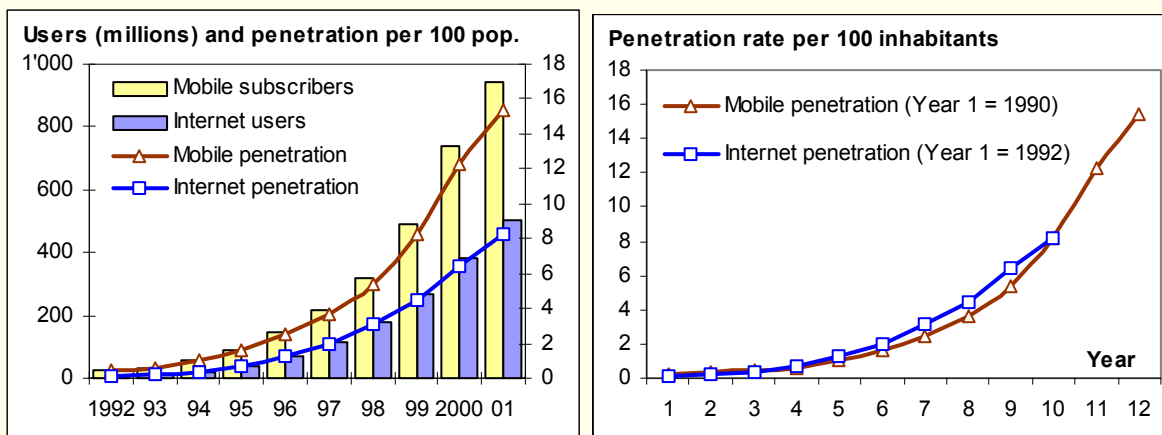 Users (millions) and penetration per 100 pop.
1'000
800
600
400
200
0
18
16
14
12
10
8
6
4
2
0
Mobile subscribers
Internet users
Mobile penetration
Internet penetration
1992 93 94 95 96 97 98 99 2000 01
Penetration rate per 100 inhabitants
18
16
14
12
10
8
6
4
2
0
Mobile penetration (Year 1 = 1990)
Internet penetration (Year 1 = 1992)
Year
1 2 3 4 5 6 7 8 9 10 11 12